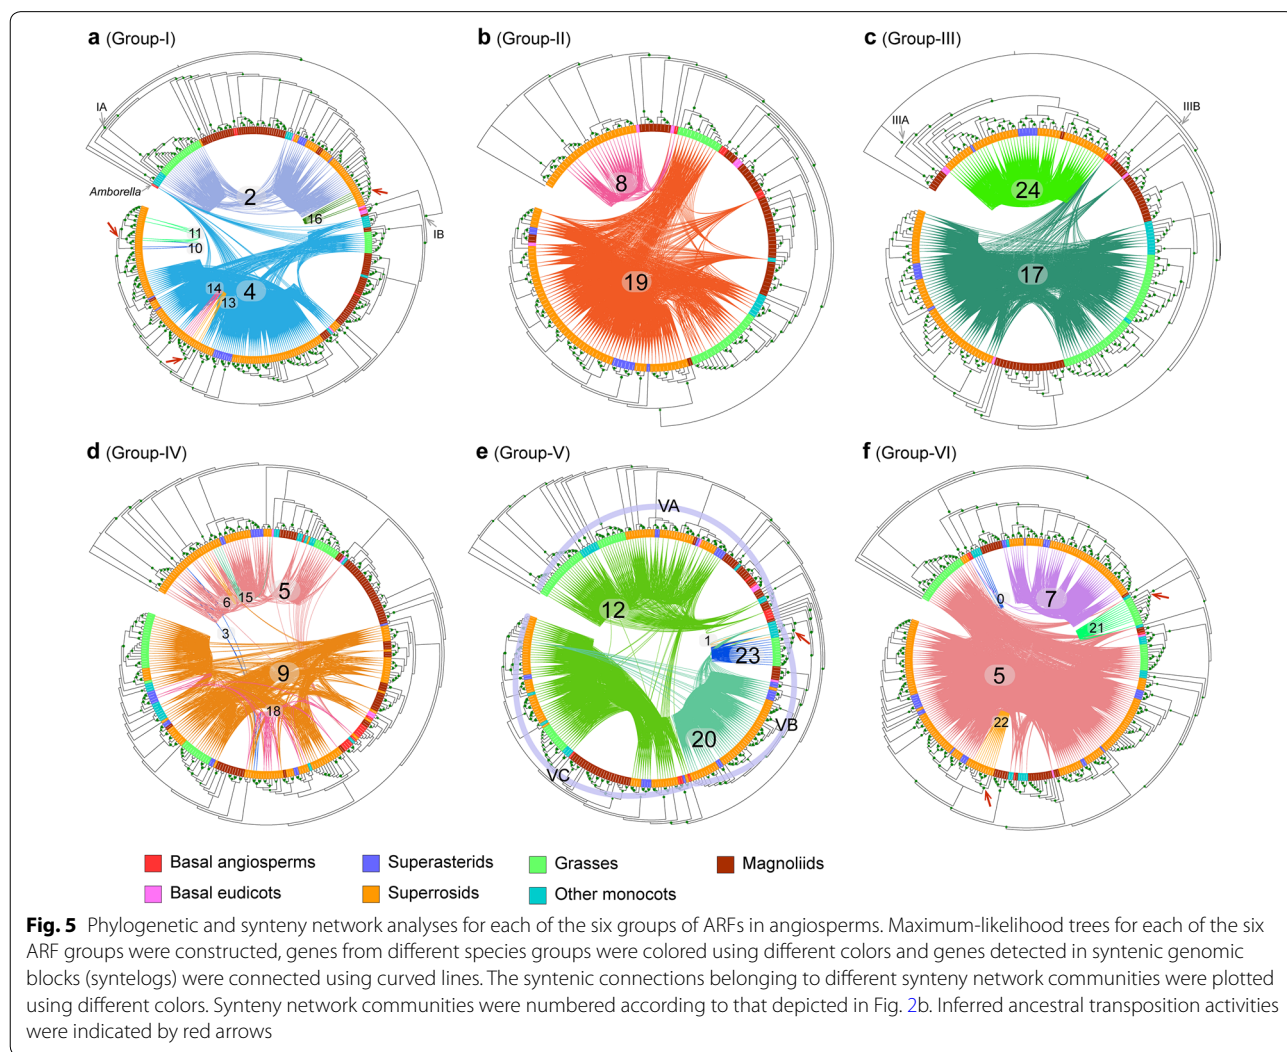 a (Group-I)
b (Group-II)
c (Group-III)
IA
Amborella
2
16
11
10
14
13
4
IB
8
19
IIIA
IIIB
24
17
d (Group-IV)
e (Group-V)
f (Group-VI)
6
15
5
3
9
18
VA
12
1
23
20
VB
VC
0
7
21
5
22
Basal angiosperms
Superasterids
Grasses
Magnoliids
Basal eudicots
Superrosids
Other monocots
Fig. 5 Phylogenetic and synteny network analyses for each of the six groups of ARFs in angiosperms. Maximum-likelihood trees for each of the six
ARF groups were constructed, genes from different species groups were colored using different colors and genes detected in syntenic genomic
blocks (syntelogs) were connected using curved lines. The syntenic connections belonging to different synteny network communities were plotted
using different colors. Synteny network communities were numbered according to that depicted in Fig. 2b. Inferred ancestral transposition activities
were indicated by red arrows